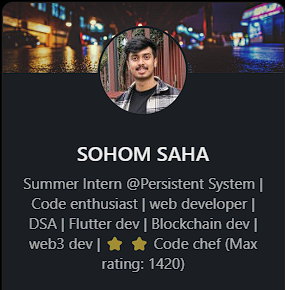 SOHOM SAHA
Summer Intern @Persistent System |
Code enthusiast | web developer |
DSA | Flutter dev | Blockchain dev |
web3 dev | ⭐ ⭐ Code chef (Max
rating: 1420)